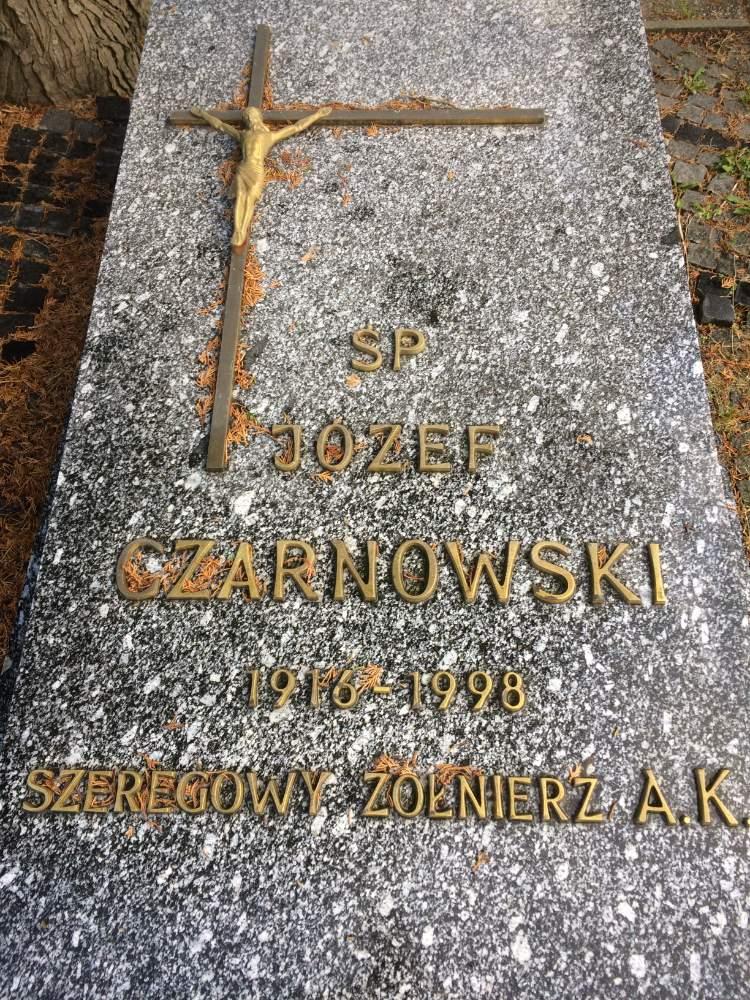 ŚP
JÓZEF
CZARNOWSKI
1916-1998
SZEREGOWY ŻOŁNIERZ A.K.